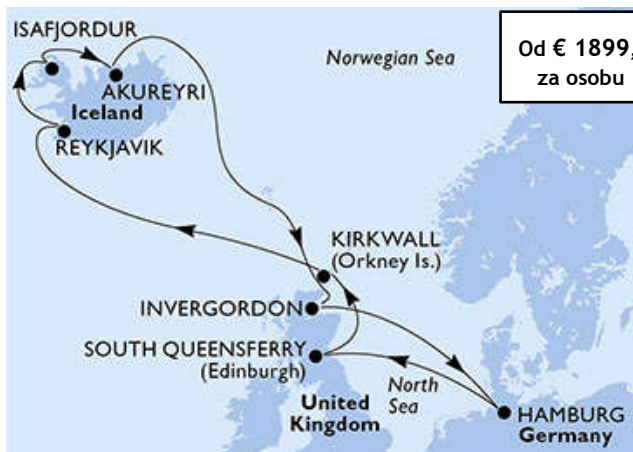 ISAFJORDUR
Norwegian Sea
Od € 1899,
za osobu
AKUREYRI
Iceland
REYKJAVIK
KIRKWALL
(Orkney Is.)
INVERGORDON
SOUTH QUEENSFERRY
(Edinburgh)
North
Sea
United
Kingdom
HAMBURG
Germany